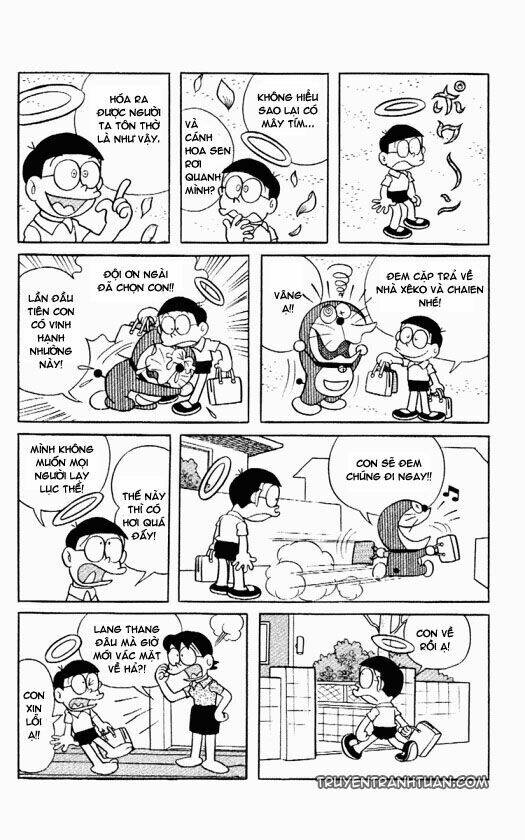 KHÔNG HIỂU
SAO LẠI CÓ
MÂY TÍM...
VÀ
CÁNH
HOA SEN
RƠI
QUANH
MÌNH?
HÓA RA
ĐƯỢC NGƯỜI
TA TÔN THỜ
LÀ NHƯ VẬY.
ĐEM CẶP TRẢ VỀ
NHÀ XÊKO VÀ CHAIEN
NHÉ!
VÂNG
Ạ!!
ĐỘI ƠN NGÀI
ĐÃ CHỌN CON!!
LẦN ĐẦU
TIÊN CON
CÓ VINH
HẠNH
NHƯỜNG
NÀY!
CON SẼ ĐEM
CHÚNG ĐI NGAY!!
THẾ NÀY
THÌ CÓ
HƠI QUÁ
ĐẤY!
MÌNH KHÔNG
MUỐN MỌI
NGƯỜI LẠY
LỤC THẾ!
CON VỀ
RỒI Ạ!
LANG THANG
ĐÂU MÀ GIỜ
MỚI VÁC MẶT
VỀ HẢ?!
CON
XIN
LỖI
Ạ!!
TRUYENTRANHTUAN.COM